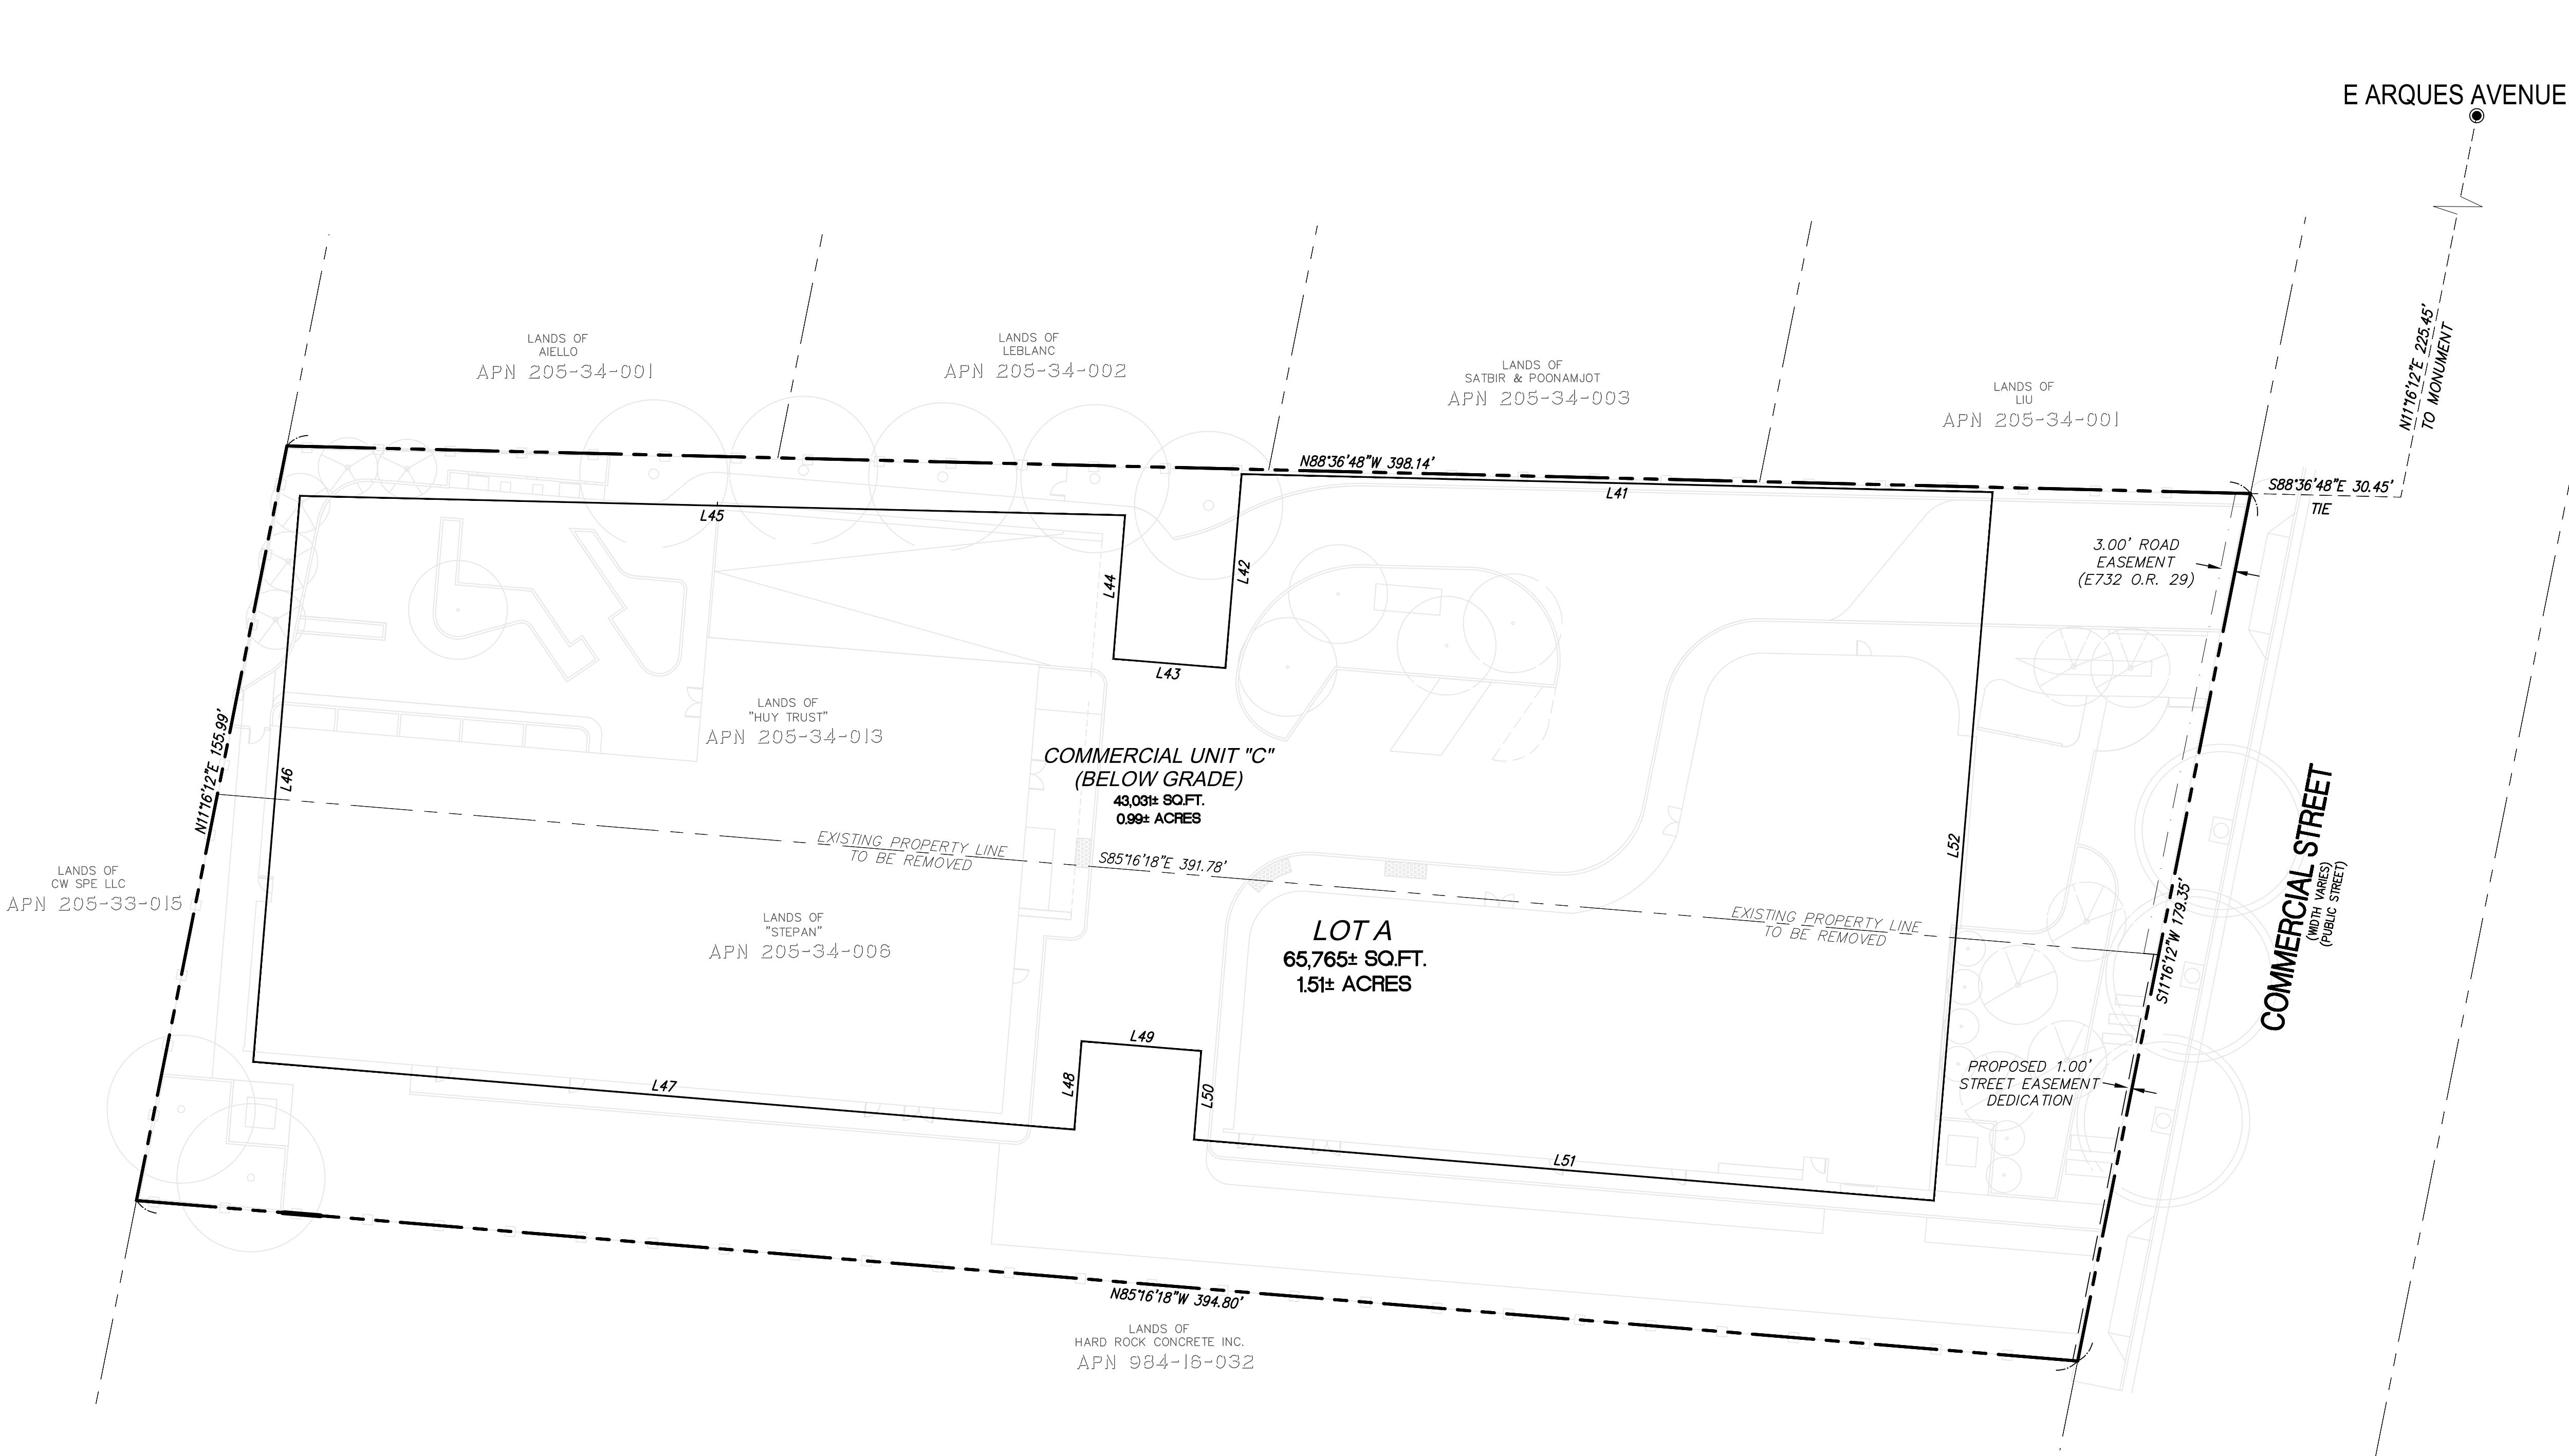 E ARQUES AVENUE
N11°16'12"E 225.45'
TO MONUMENT
LANDS OF
AIELLO
APN 205-34-001
LANDS OF
LEBLANC
APN 205-34-002
LANDS OF
SATBIR & POONAMJOT
APN 205-34-003
LANDS OF
LIU
APN 205-34-001
N88°36'48"W 398.14'
S88°36'48"E 30.45'
TIE
L41
L45
3.00' ROAD
EASEMENT
(E732 O.R. 29)
L44
L42
L43
LANDS OF
"HUY TRUST"
APN 205-34-013
COMMERCIAL UNIT "C"
(BELOW GRADE)
43,031± SQ.FT.
0.99± ACRES
N11°16'12"E 155.99'
L46
EXISTING PROPERTY LINE
TO BE REMOVED
S85°16'18"E 391.78'
L52
COMMERCIAL STREET
(WIDTH VARIES)
(PUBLIC STREET)
LANDS OF
CW SPE LLC
APN 205-33-015
LANDS OF
"STEPAN"
APN 205-34-006
LOT A
65,765± SQ.FT.
1.51± ACRES
EXISTING PROPERTY LINE
TO BE REMOVED
S11°16'12"W 179.35'
L49
L47
L48
L50
PROPOSED 1.00'
STREET EASEMENT
DEDICATION
L51
N85°16'18"W 394.80'
LANDS OF
HARD ROCK CONCRETE INC.
APN 984-16-032